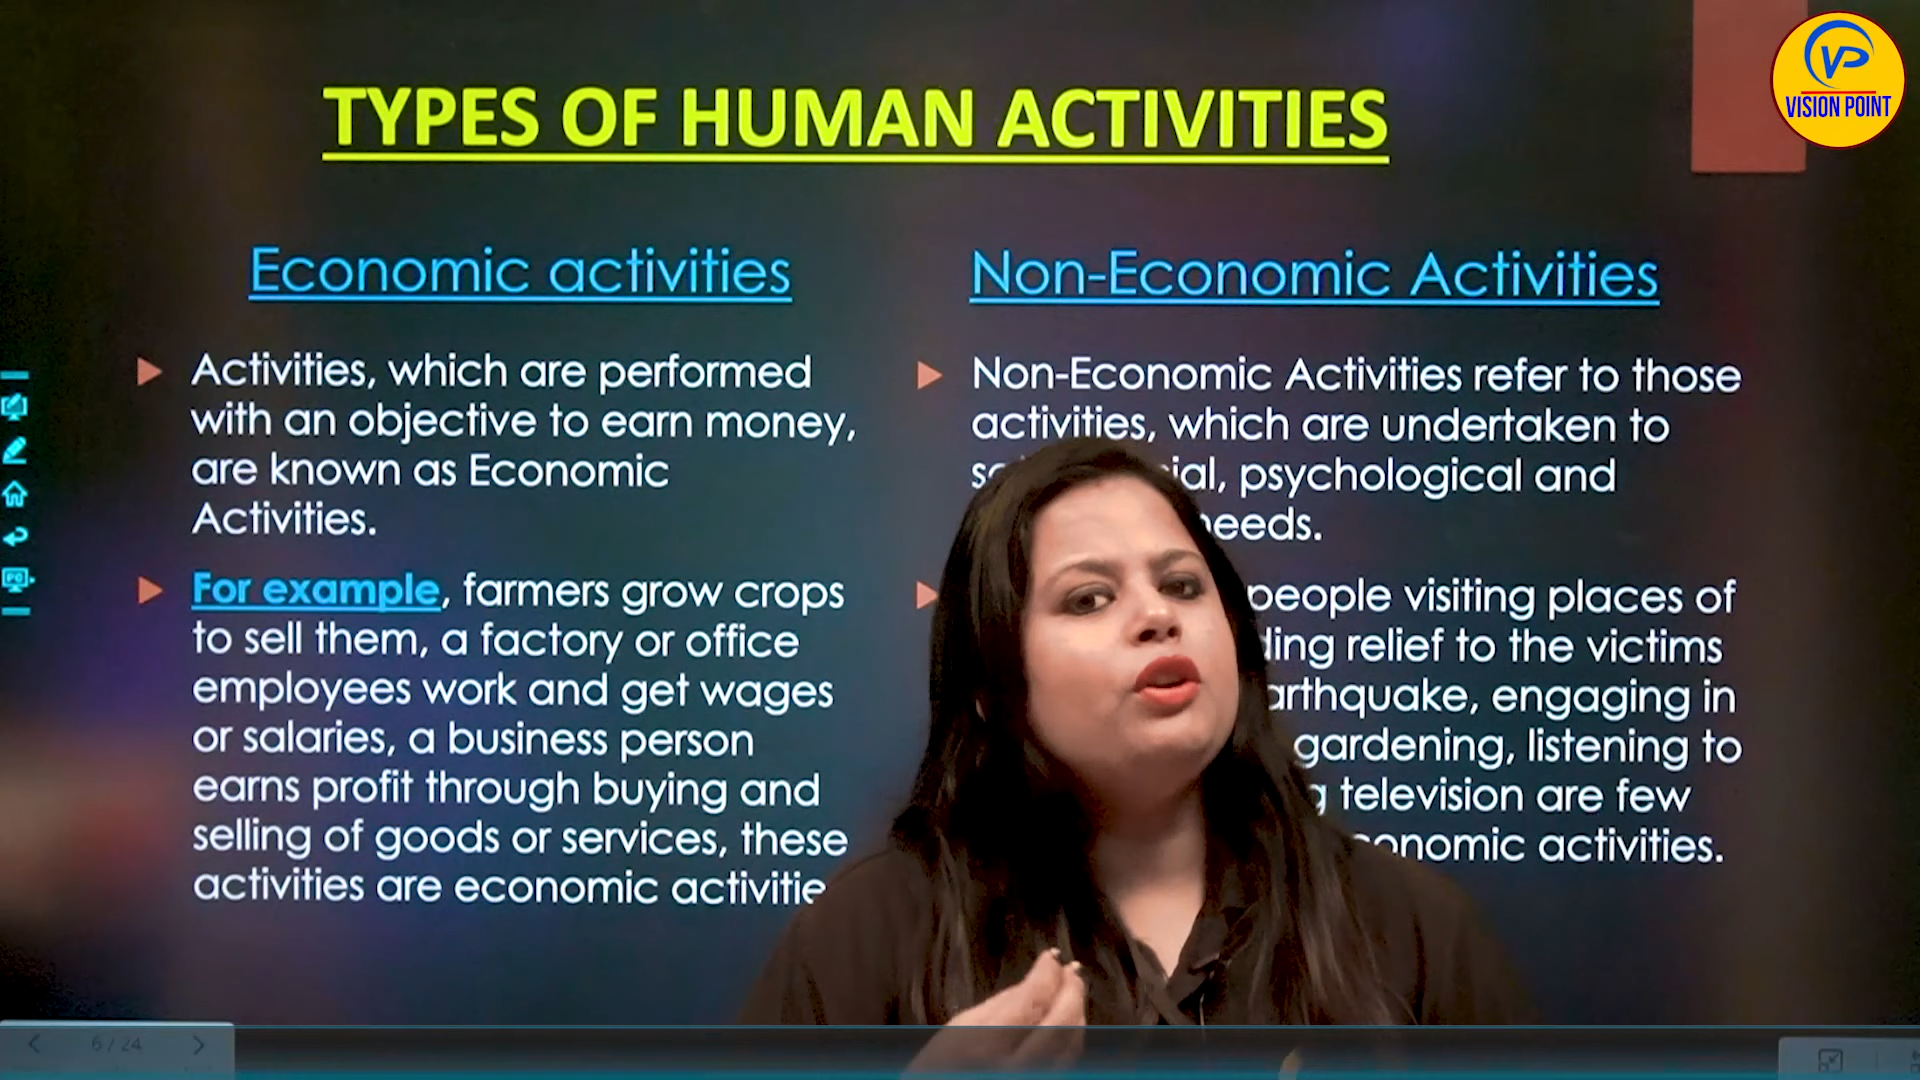 VISION POINT
TYPES OF HUMAN ACTIVITIES
Economic activities
Activities, which are performed
with an objective to earn money,
are known as Economic
Activities.
For example, farmers grow crops
to sell them, a factory or office
employees work and get wages
or salaries, a business person
earns profit through buying and
selling of goods or services, these
activities are economic
Non-Economic Activities
Non-Economic Activities refer to those
activities, which are undertaken to
psychological and
needs.
people visiting places of
relief to the victims
engaging in
gardening, listening to
television are few
activities.
6 / 24